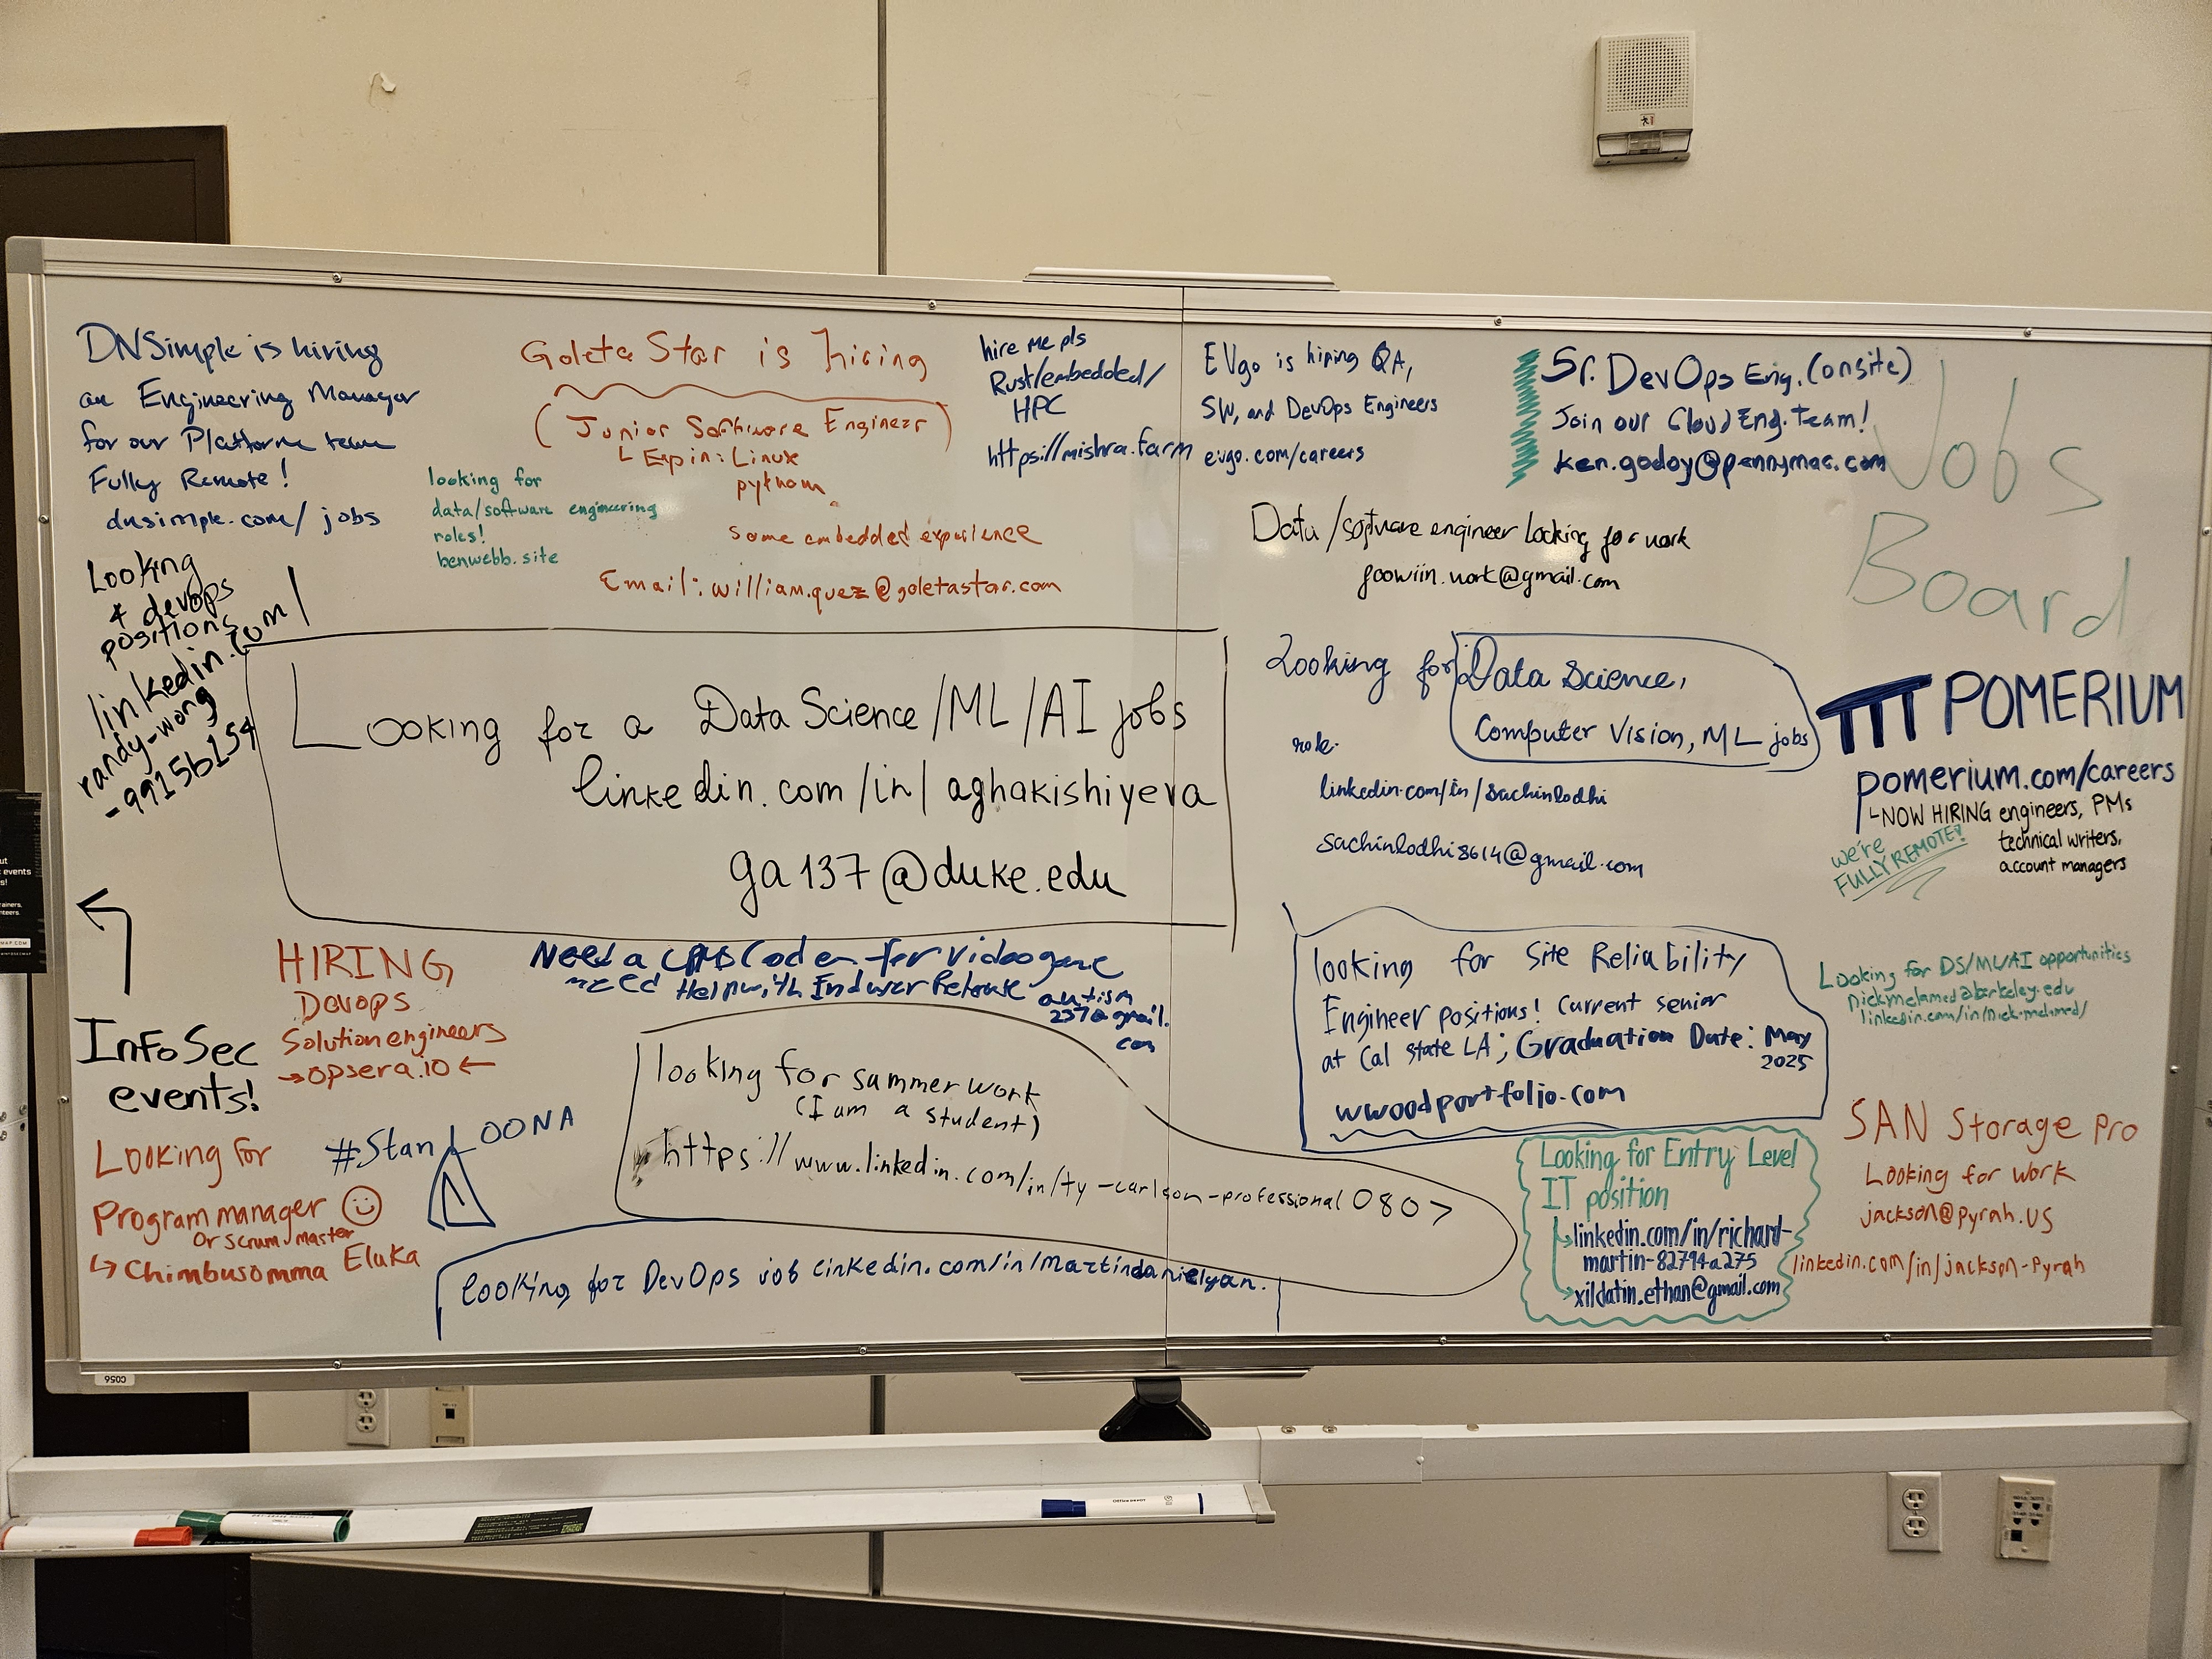 DNSimple is hiring
an Engineering Manager
for our Platform team
Fully Remote!
dnsimple.com/jobs
Goleta Star is hiring
(Junior Software Engineer)
Exp in: Linux
python
some embedded experience
Email: william.quez@goletastar.com
looking for
data/software engineering
roles!
benwebb.site
hire me pls
Rust/embedded/
HPC
https://mishra.farm
EVgo is hiring QA,
SW, and DevOps Engineers
evgo.com/careers
Sr. DevOps Eng. (onsite)
Join our Cloud Eng. Team!
ken.godoy@pennymac.com
Jobs
Board
Data/software engineer looking for work
@gmail.com
Looking
4 devops
positions
linkedin.com/
randy-wong
-9915b154
Looking for a Data Science/ML/AI jobs
linkedin.com/in/aghakishiyeva
ga137@duke.edu
Looking for Data Science,
Computer Vision, ML jobs
role.
linkedin.com/in/sachinlodhi
sachinlodhi8614@gmail.com
POMERIUM
pomerium.com/careers
NOW HIRING engineers, PMs
technical writers,
account managers
we're
FULLY REMOTE!
InfoSec
events!
HIRING
Devops
Solution engineers
→opsera.io←
Need a Coder for videogame
need Help with
autism
237@gmail.
com
looking for Site Reliability
Engineer positions! Current senior
at Cal State LA; Graduation Date: May
2025
wwoodportfolio.com
Looking for DS/ML/AI opportunities
nickmelamed@berkeley.edu
linkedin.com/in/nick-melamed/
looking for summer work
(I am a student)
https://www.linkedin.com/in/ty-carlson-professional0807
#Stan LOONA
Looking for
Program manager
or scrum master
Chimbusomma Eluka
looking for DevOps job linkedin.com/in/martindanielyan.
Looking for Entry Level
IT position
linkedin.com/in/richard-
martin-82794a275
xildatin.ethan@gmail.com
SAN Storage Pro
Looking for work
jackson@pyrah.us
linkedin.com/in/jackson-pyrah
C056